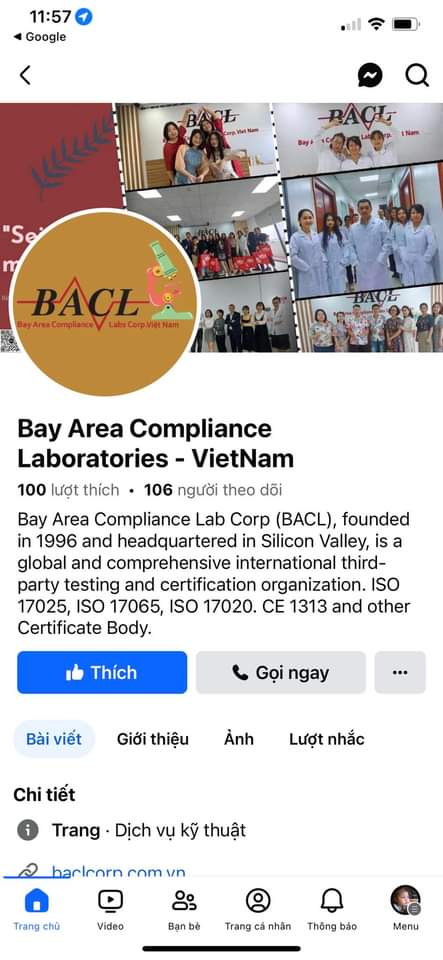 11:57
Google
"Sei
m
BACL
Bay Area Compliance Labs Corp. Việt Nam
BACL
Corp. Viet Nam
BACL
Bay A
t Nam.
BACL
Bay Area Compliance
Laboratories - VietNam
100 lượt thích • 106 người theo dõi
Bay Area Compliance Lab Corp (BACL), founded
in 1996 and headquartered in Silicon Valley, is a
global and comprehensive international third-
party testing and certification organization. ISO
17025, ISO 17065, ISO 17020. CE 1313 and other
Certificate Body.
Thích
Gọi ngay
Bài viết
Giới thiệu
Ảnh
Lượt nhắc
Chi tiết
Trang · Dịch vụ kỹ thuật
baclcorp.com.vn
Trang chủ
Video
Bạn bè
Trang cá nhân
Thông báo
Menu